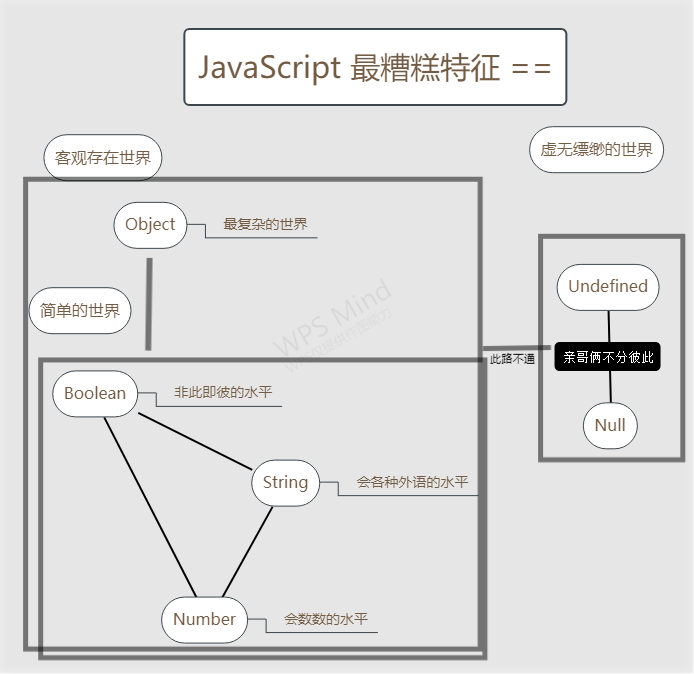 JavaScript 最糟糕特征 ==
客观存在世界
虚无缥缈的世界
Object
最复杂的世界
简单的世界
Undefined
此路不通
亲哥俩不分彼此
Null
Boolean
非此即彼的水平
String
会各种外语的水平
Number
会数数的水平
WPS Mind